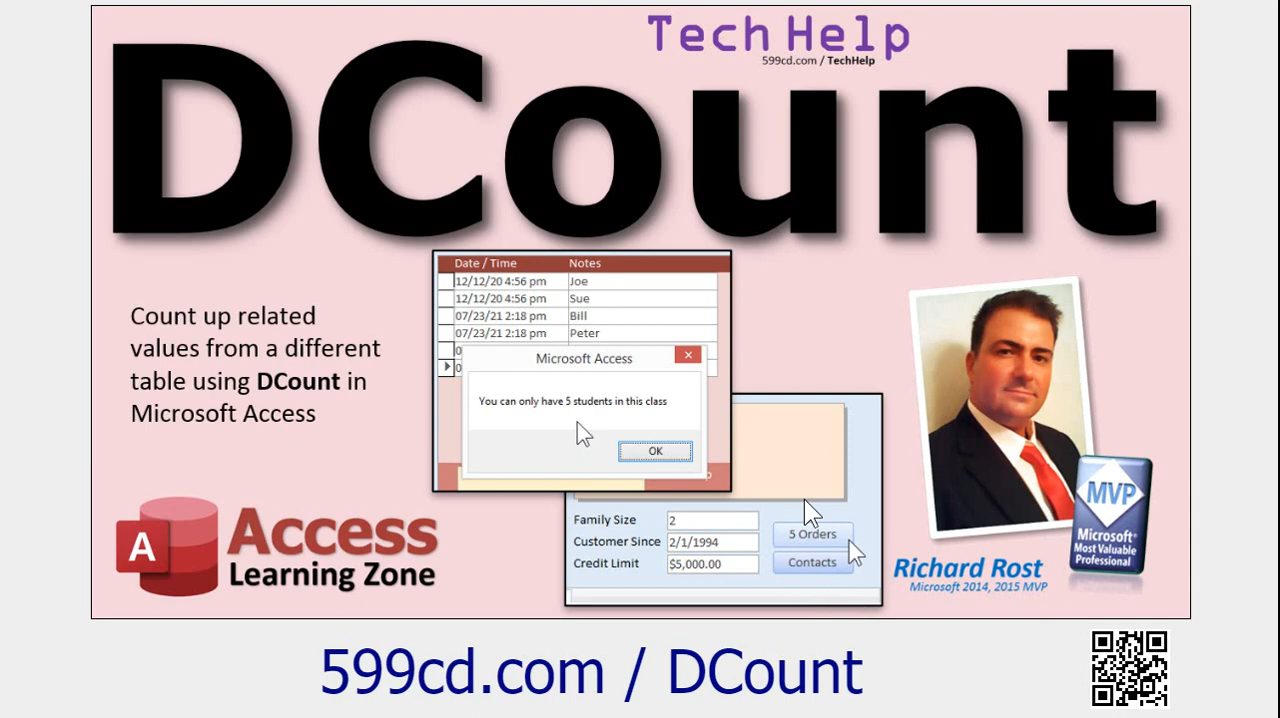 Tech Help
599cd.com / TechHelp
DCount
Date / Time Notes
12/12/20 4:56 pm Joe
12/12/20 4:56 pm Sue
07/23/21 2:18 pm Bill
07/23/21 2:18 pm Peter
0
0
Microsoft Access
You can only have 5 students in this class
OK
Count up related
values from a different
table using DCount in
Microsoft Access
Family Size 2
Customer Since 2/1/1994
Credit Limit $5,000.00
5 Orders
Contacts
A
Access
Learning Zone
MVP
Microsoft®
Most Valuable
Professional
Richard Rost
Microsoft 2014, 2015 MVP
599cd.com / DCount